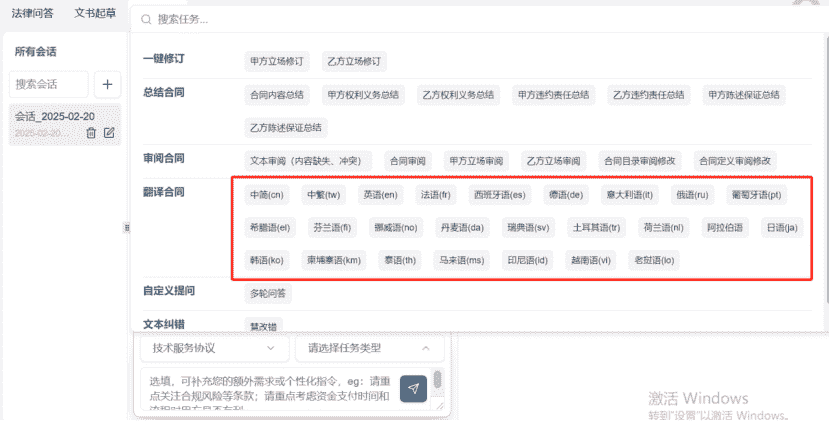 法律问答 文书起草
搜索任务...
所有会话
搜索会话
会话_2025-02-20
2025-02-20...
一键修订 甲方立场修订 乙方立场修订
总结合同 合同内容总结 甲方权利义务总结 乙方权利义务总结 甲方违约责任总结 乙方违约责任总结 甲方陈述保证总结
乙方陈述保证总结
审阅合同 文本审阅（内容缺失、冲突） 合同审阅 甲方立场审阅 乙方立场审阅 合同目录审阅修改 合同定义审阅修改
翻译合同 中简(cn) 中繁(tw) 英语(en) 法语(fr) 西班牙语(es) 德语(de) 意大利语(it) 俄语(ru) 葡萄牙语(pt)
希腊语(el) 芬兰语(fi) 挪威语(no) 丹麦语(da) 瑞典语(sv) 土耳其语(tr) 荷兰语(nl) 阿拉伯语 日语(ja)
韩语(ko) 柬埔寨语(km) 泰语(th) 马来语(ms) 印尼语(id) 越南语(vi) 老挝语(lo)
自定义提问 多轮问答
文本纠错 慧改错
技术服务协议 请选择任务类型
选填，可补充您的额外需求或个性化指令，eg：请重
点关注合规风险等条款；请重点考虑资金支付时间和
激活 Windows
转到"设置"以激活 Windows。